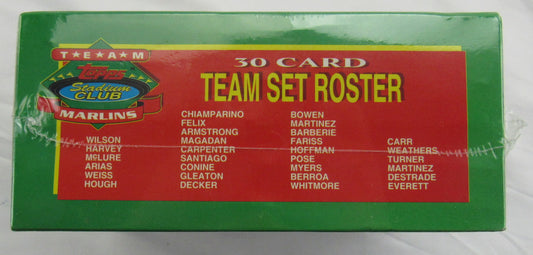 T★E★A★M
Topps
Stadium
CLUB
MARLINS
30 CARD
TEAM SET ROSTER
WILSON
HARVEY
McLURE
ARIAS
WEISS
HOUGH
CHIAMPARINO
FELIX
ARMSTRONG
MAGADAN
CARPENTER
SANTIAGO
CONINE
GLEATON
DECKER
BOWEN
MARTINEZ
BARBERIE
FARISS
HOFFMAN
POSE
MYERS
BERROA
WHITMORE
CARR
WEATHERS
TURNER
MARTINEZ
DESTRADE
EVERETT